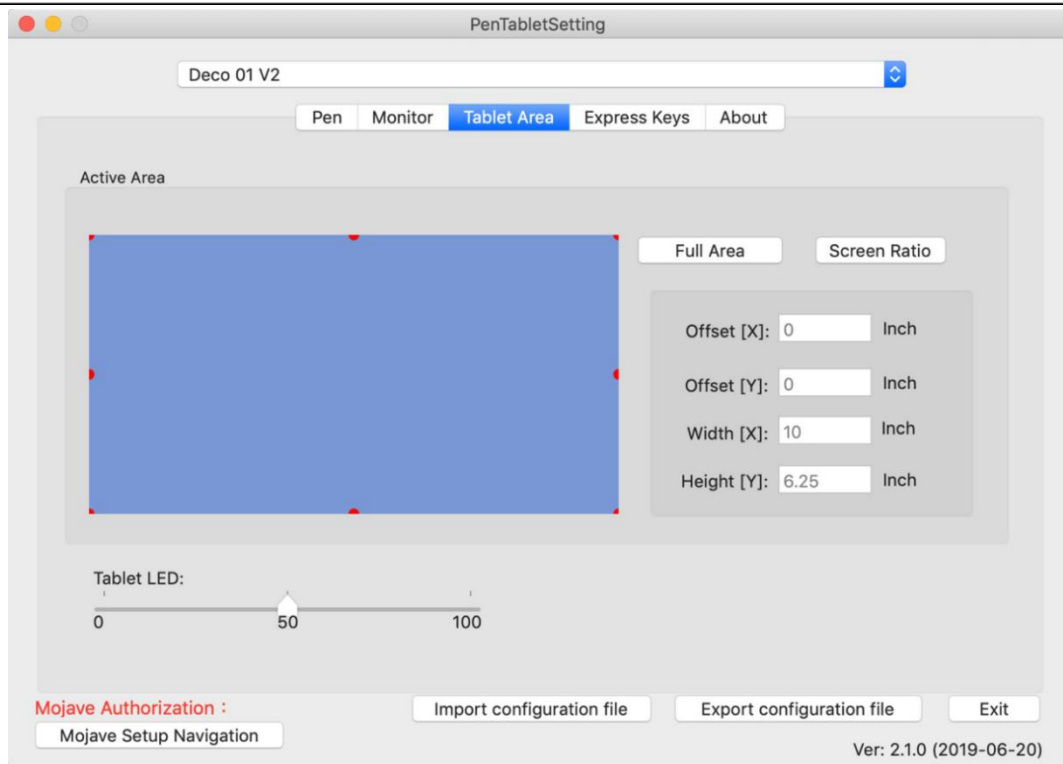 PenTabletSetting
Deco 01 V2
Pen Monitor Tablet Area Express Keys About
Active Area
Full Area Screen Ratio
Offset [X]: 0 Inch
Offset [Y]: 0 Inch
Width [X]: 10 Inch
Height [Y]: 6.25 Inch
Tablet LED:
0 50 100
Mojave Authorization：
Import configuration file Export configuration file Exit
Mojave Setup Navigation
Ver: 2.1.0 (2019-06-20)